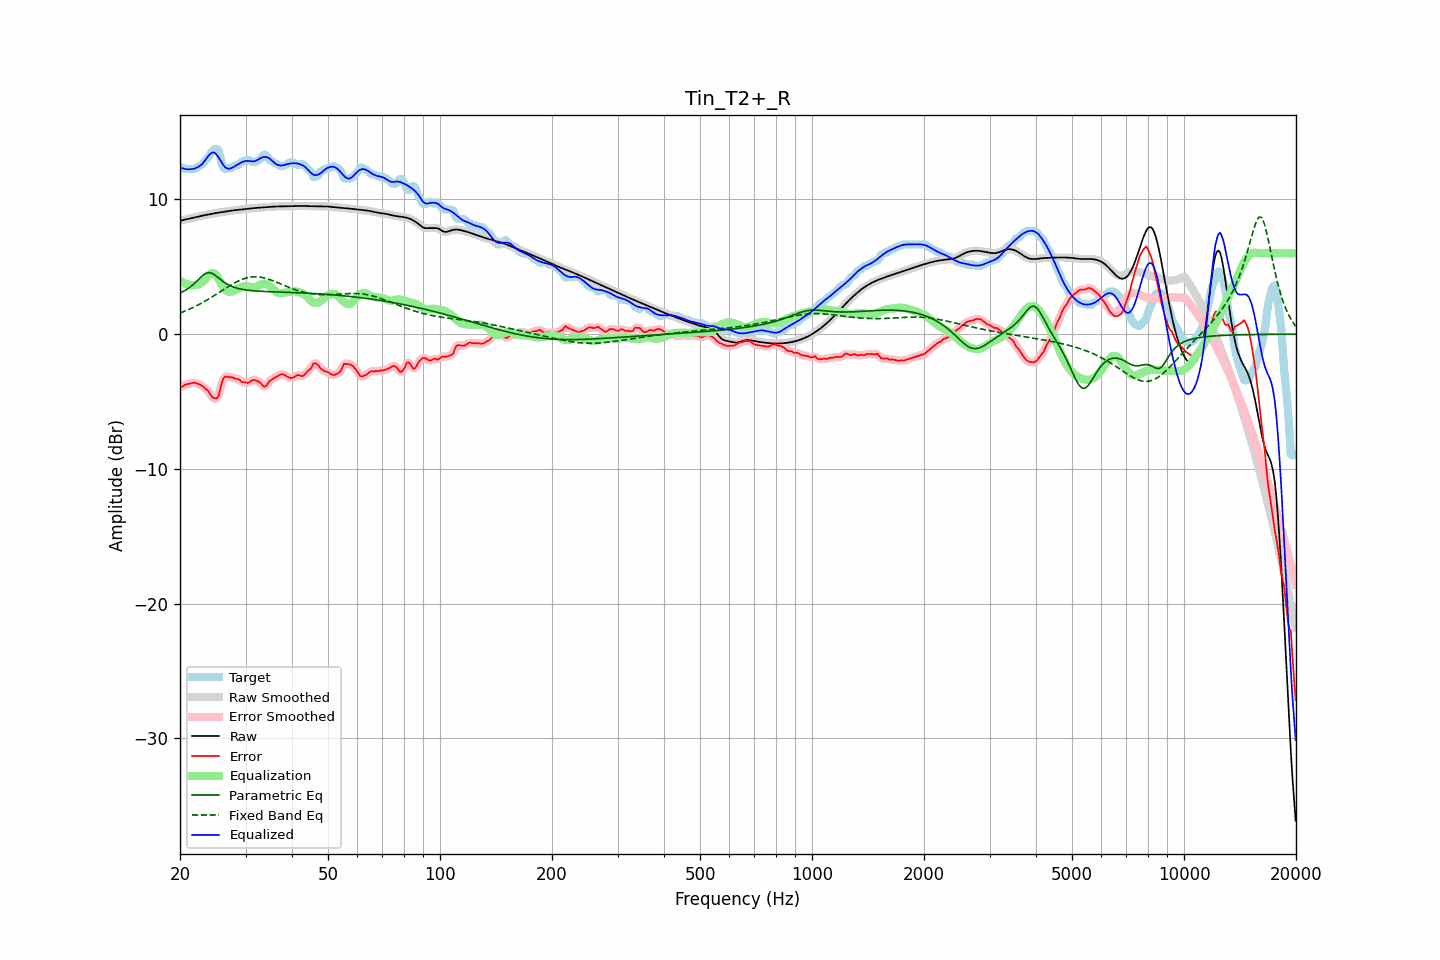 Tin_T2+_R
10
0
−10
−20
−30
Amplitude (dBr)
Target
Raw Smoothed
Error Smoothed
Raw
Error
Equalization
Parametric Eq
Fixed Band Eq
Equalized
20 50 100 200 500 1000 2000 5000 10000 20000
Frequency (Hz)